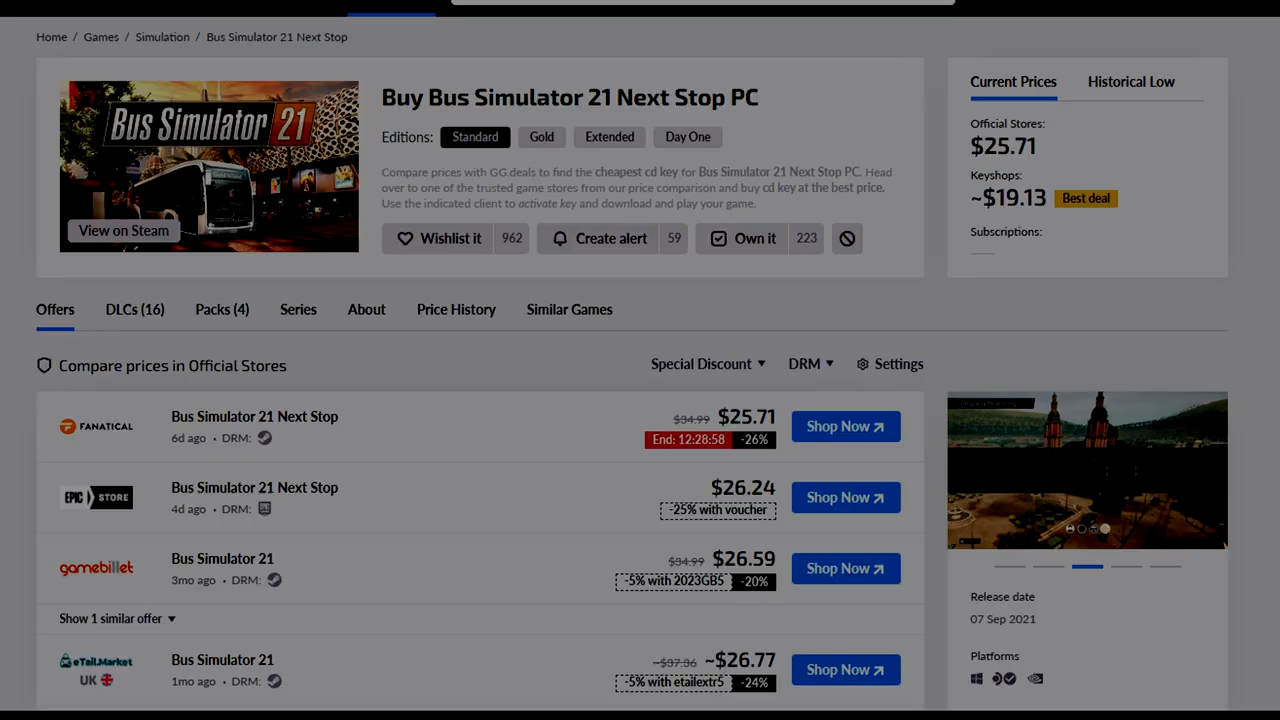 Home / Games / Simulation / Bus Simulator 21 Next Stop
Bus Simulator 21
View on Steam
Buy Bus Simulator 21 Next Stop PC
Editions: Standard Gold Extended Day One
Compare prices with GG.deals to find the cheapest cd key for Bus Simulator 21 Next Stop PC. Head
over to one of the trusted game stores from our price comparison and buy cd key at the best price.
Use the indicated client to activate key and download and play your game.
Wishlist it 962 Create alert 59 Own it 223
Current Prices Historical Low
Official Stores:
$25.71
Keyshops:
~$19.13 Best deal
Subscriptions:
Offers DLCs (16) Packs (4) Series About Price History Similar Games
Compare prices in Official Stores Special Discount DRM Settings
FANATICAL
Bus Simulator 21 Next Stop
6d ago • DRM:
$34.99 $25.71
End: 12:28:58 -26%
Shop Now
EPIC STORE
Bus Simulator 21 Next Stop
4d ago • DRM:
$26.24
-25% with voucher
Shop Now
gamebillet
Bus Simulator 21
3mo ago • DRM:
$34.99 $26.59
-5% with 2023GB5 -20%
Shop Now
Show 1 similar offer
eTail.Market
UK
Bus Simulator 21
1mo ago • DRM:
~$37.36 ~$26.77
-5% with etailextr5 -24%
Shop Now
Release date
07 Sep 2021
Platforms